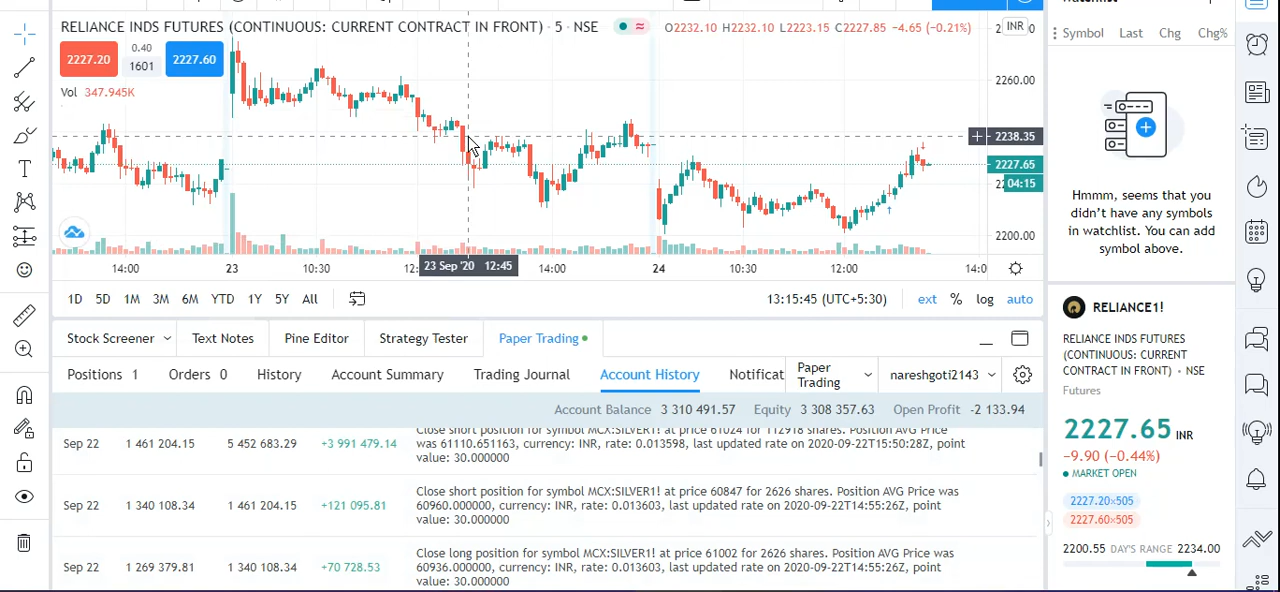 RELIANCE INDS FUTURES (CONTINUOUS: CURRENT CONTRACT IN FRONT) · 5 · NSE
O2232.10 H2232.10 L2223.15 C2227.85 −4.65 (−0.21%)
INR
2227.20
0.40
1601
2227.60
Vol 347.945K
2260.00
2238.35
2227.65
04:15
2200.00
14:00
23
10:30
12:
23 Sep '20 12:45
14:00
24
10:30
12:00
14:0
1D 5D 1M 3M 6M YTD 1Y 5Y All
13:15:45 (UTC+5:30)
ext % log auto
Stock Screener
Text Notes
Pine Editor
Strategy Tester
Paper Trading
Positions 1
Orders 0
History
Account Summary
Trading Journal
Account History
Notificat
Paper
Trading
nareshgoti2143
Account Balance 3 310 491.57 Equity 3 308 357.63 Open Profit -2 133.94
Sep 22 1 461 204.15 5 452 683.29 +3 991 479.14
Close short position for symbol MCX:SILVER1! at price 61024 for 112918 shares. Position AVG Price
was 61110.651163, currency: INR, rate: 0.013598, last updated rate on 2020-09-22T15:50:28Z, point
value: 30.000000
Sep 22 1 340 108.34 1 461 204.15 +121 095.81
Close short position for symbol MCX:SILVER1! at price 60847 for 2626 shares. Position AVG Price was
60960.000000, currency: INR, rate: 0.013603, last updated rate on 2020-09-22T14:55:26Z, point
value: 30.000000
Sep 22 1 269 379.81 1 340 108.34 +70 728.53
Close long position for symbol MCX:SILVER1! at price 61002 for 2626 shares. Position AVG Price was
60936.000000, currency: INR, rate: 0.013603, last updated rate on 2020-09-22T14:55:26Z, point
value: 30.000000
Symbol Last Chg Chg%
Hmmm, seems that you
didn't have any symbols
in watchlist. You can add
symbol above.
RELIANCE1!
RELIANCE INDS FUTURES
(CONTINUOUS: CURRENT
CONTRACT IN FRONT) • NSE
Futures
2227.65 INR
−9.90 (−0.44%)
MARKET OPEN
2227.20×505
2227.60×505
2200.55 DAY'S RANGE 2234.00